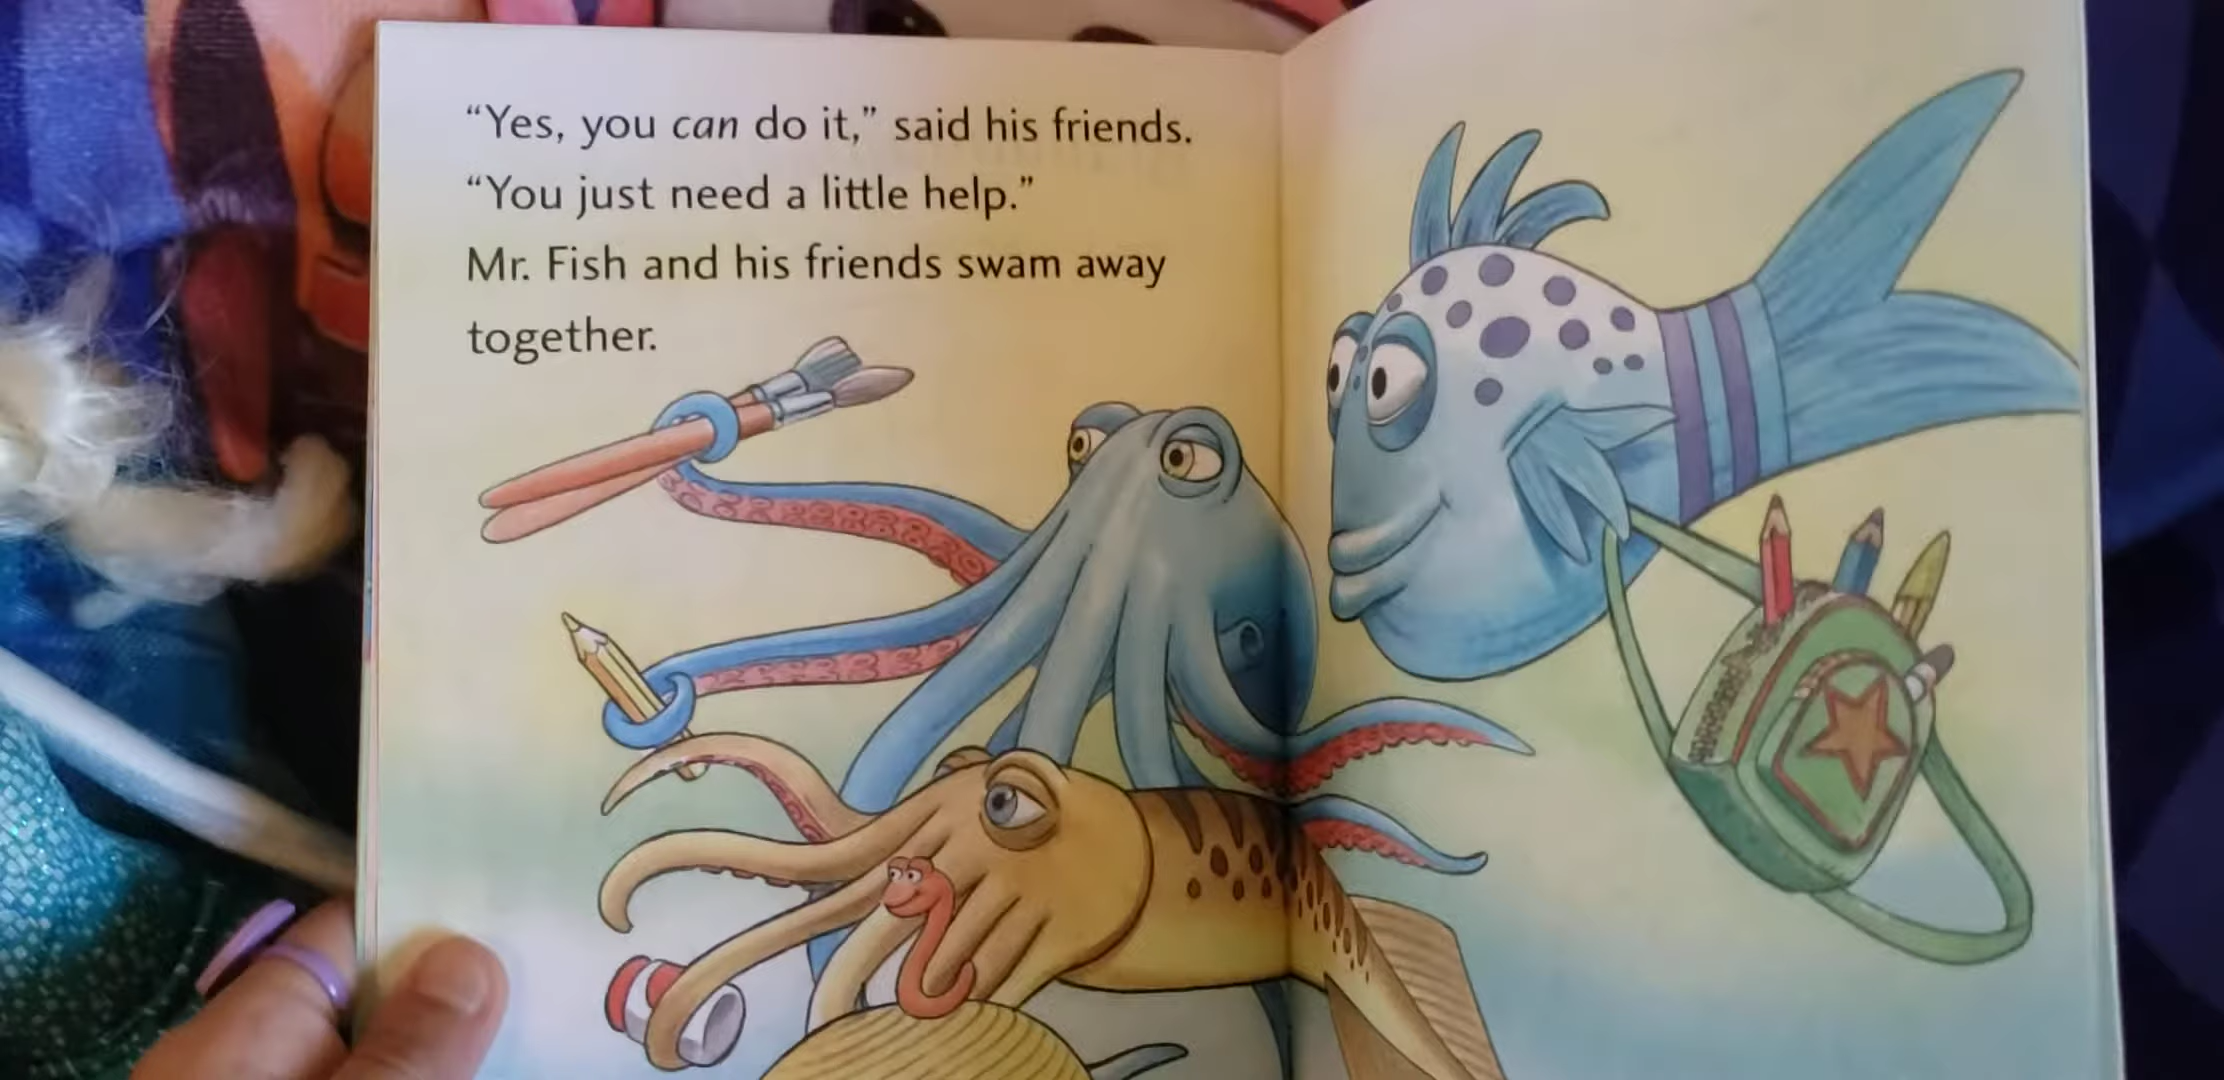 “Yes, you can do it,” said his friends.
“You just need a little help.”
Mr. Fish and his friends swam away
together.